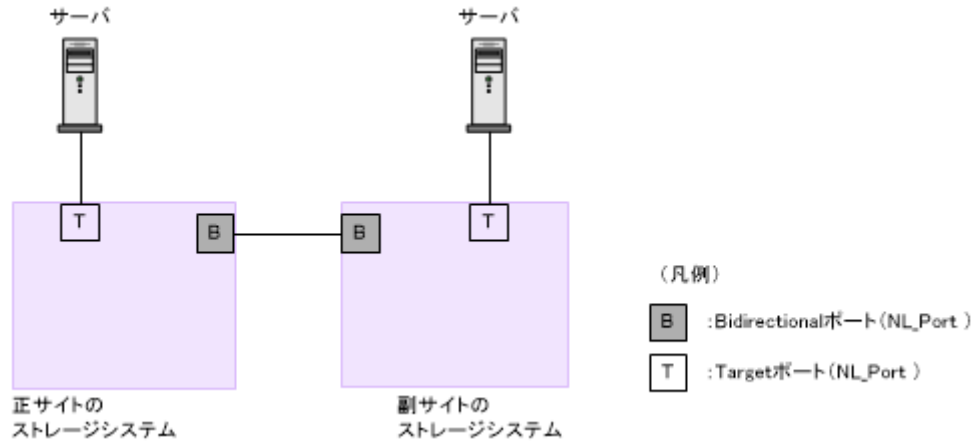 サーバ
サーバ
T
B
B
T
正サイトの
ストレージシステム
副サイトの
ストレージシステム
（凡例）
B :Bidirectionalポート（NL_Port ）
T :Targetポート（NL_Port ）